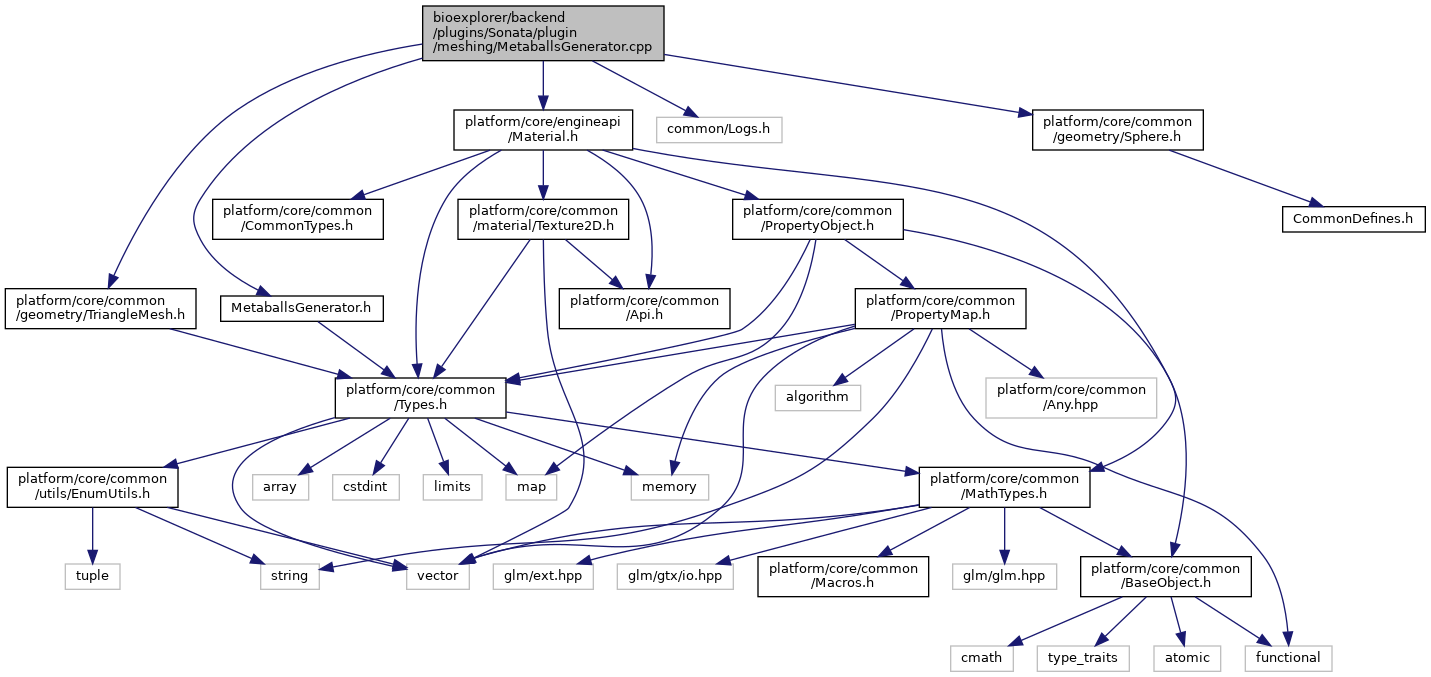 bioexplorer/backend
/plugins/Sonata/plugin
/meshing/MetaballsGenerator.cpp
platform/core/engineapi
/Material.h
common/Logs.h
platform/core/common
/geometry/Sphere.h
platform/core/common
/CommonTypes.h
platform/core/common
/material/Texture2D.h
platform/core/common
/PropertyObject.h
CommonDefines.h
platform/core/common
/geometry/TriangleMesh.h
MetaballsGenerator.h
platform/core/common
/Api.h
platform/core/common
/PropertyMap.h
platform/core/common
/Types.h
algorithm
platform/core/common
/Any.hpp
platform/core/common
/utils/EnumUtils.h
array
cstdint
limits
map
memory
platform/core/common
/MathTypes.h
tuple
string
vector
glm/ext.hpp
glm/gtx/io.hpp
platform/core/common
/Macros.h
glm/glm.hpp
platform/core/common
/BaseObject.h
cmath
type_traits
atomic
functional